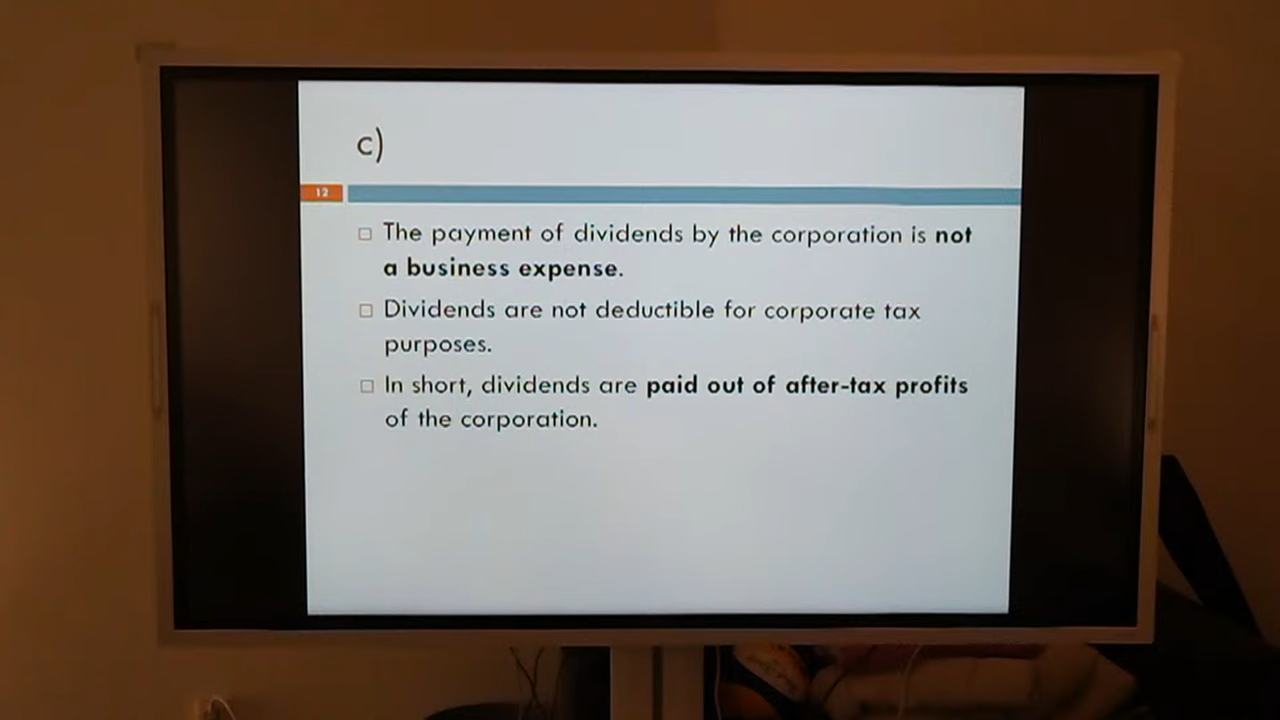 c)
12
The payment of dividends by the corporation is not
a business expense.
Dividends are not deductible for corporate tax
purposes.
In short, dividends are paid out of after-tax profits
of the corporation.